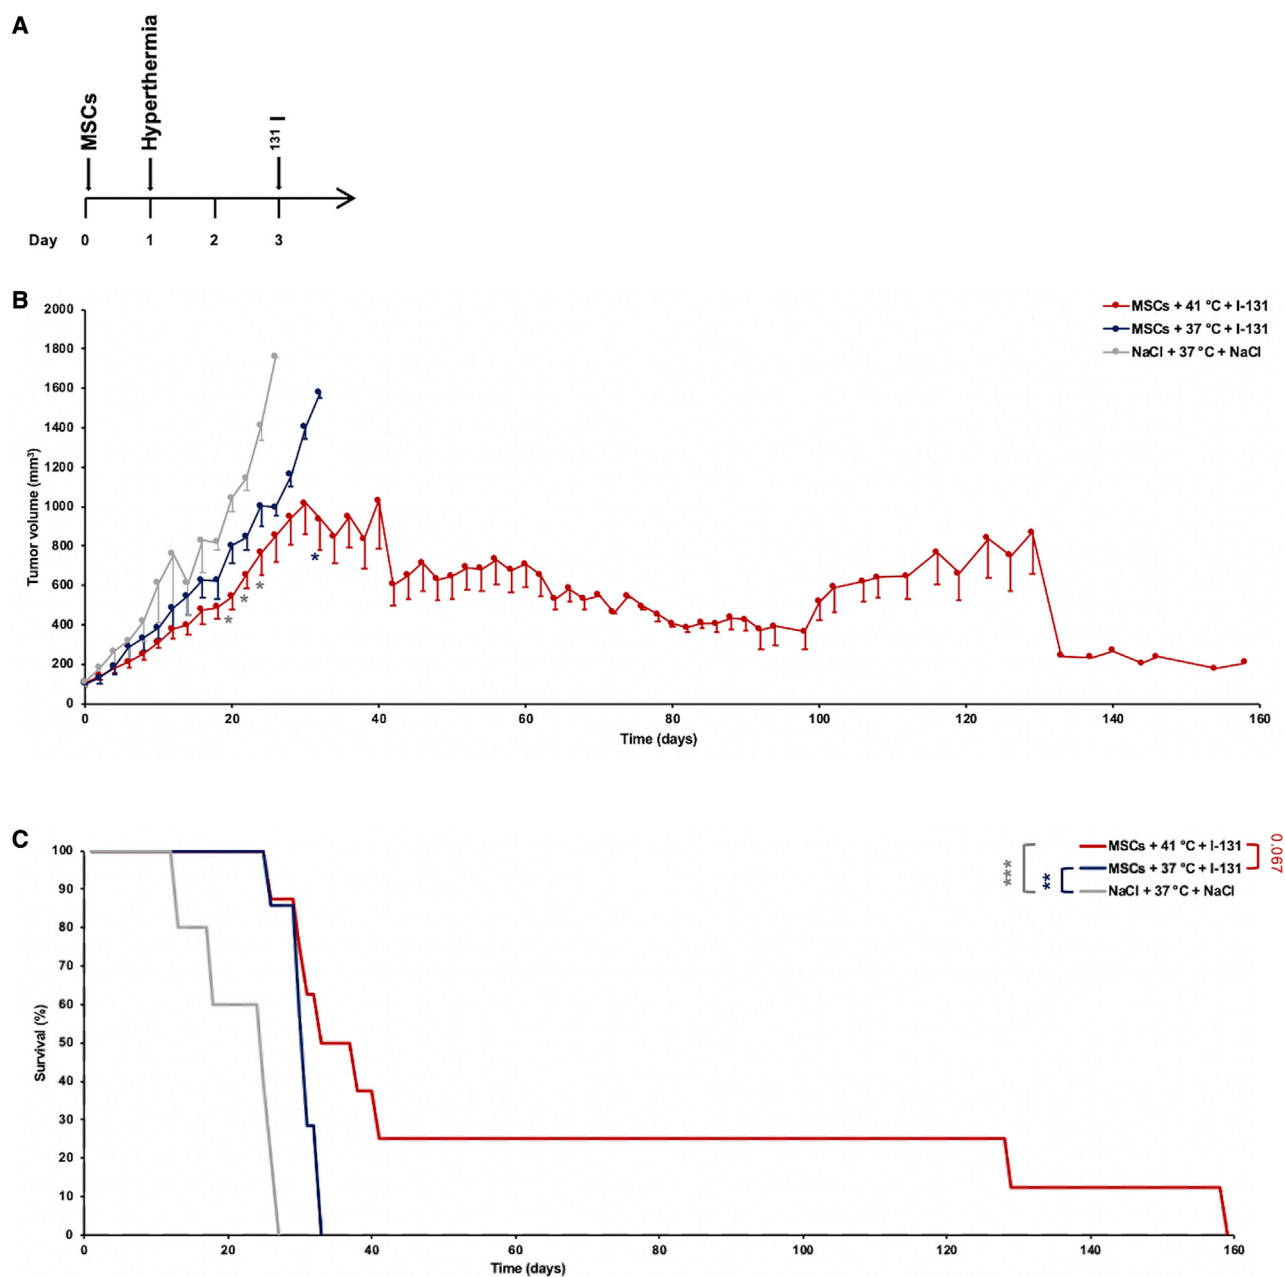 A
MSCs
Hyperthermia
131 I
Day 0 1 2 3
B
2000
1800
1600
1400
1200
1000
800
600
400
200
0
Tumor volume (mm³)
MSCs + 41 °C + I-131
MSCs + 37 °C + I-131
NaCl + 37 °C + NaCl
*
*
*
*
0 20 40 60 80 100 120 140 160
Time (days)
C
100
90
80
70
60
50
40
30
20
10
0
Survival (%)
MSCs + 41 °C + I-131
MSCs + 37 °C + I-131
NaCl + 37 °C + NaCl
***
**
0.067
0 20 40 60 80 100 120 140 160
Time (days)